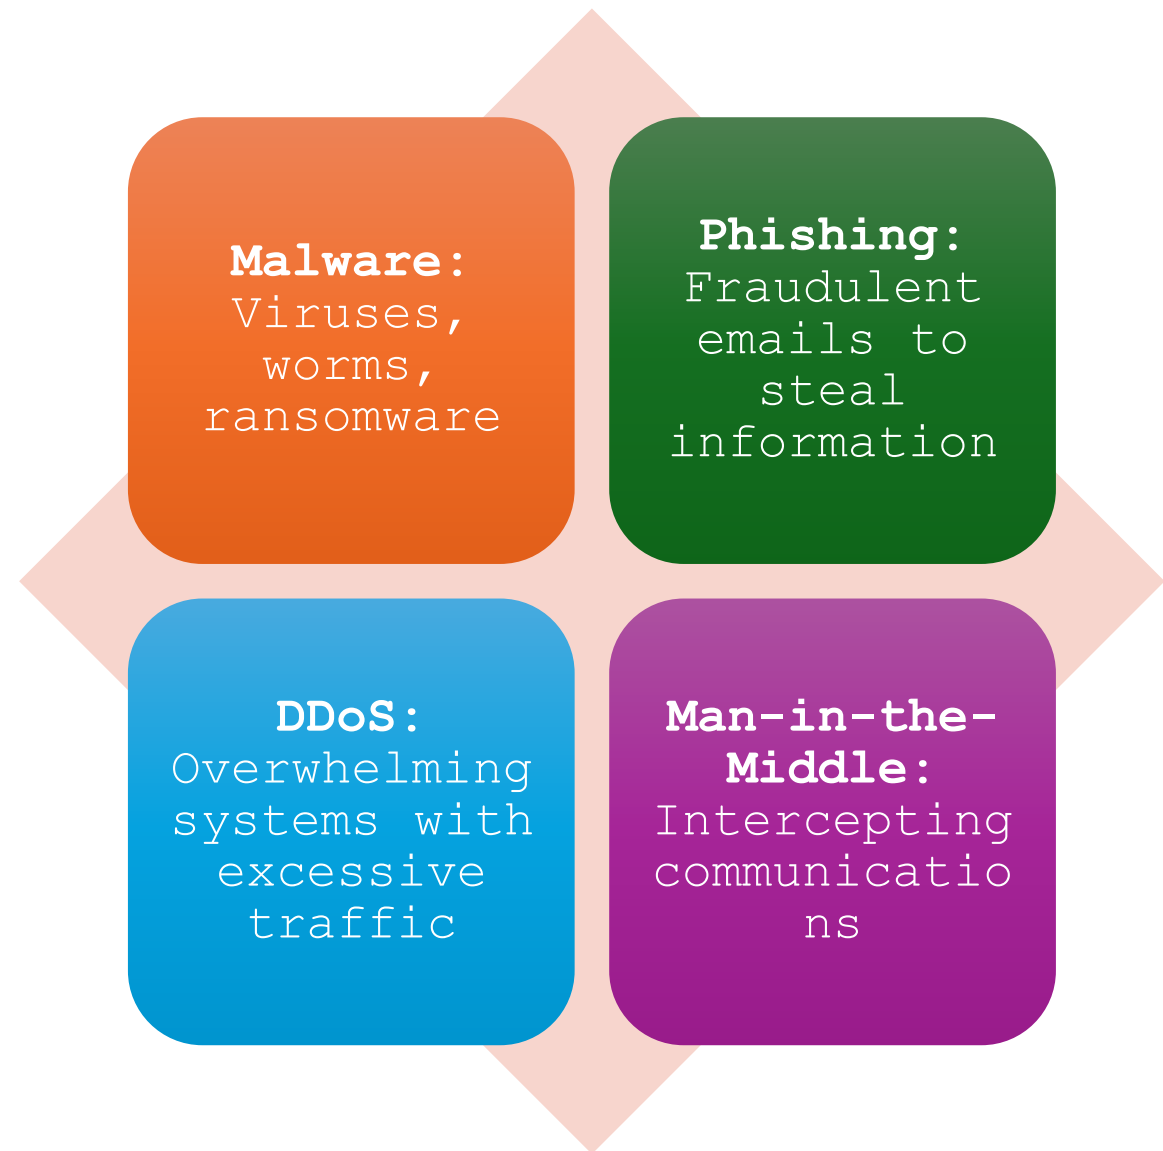 Malware:
Viruses,
worms,
ransomware
Phishing:
Fraudulent
emails to
steal
information
DDoS:
Overwhelming
systems with
excessive
traffic
Man-in-the-
Middle:
Intercepting
communicatio
ns